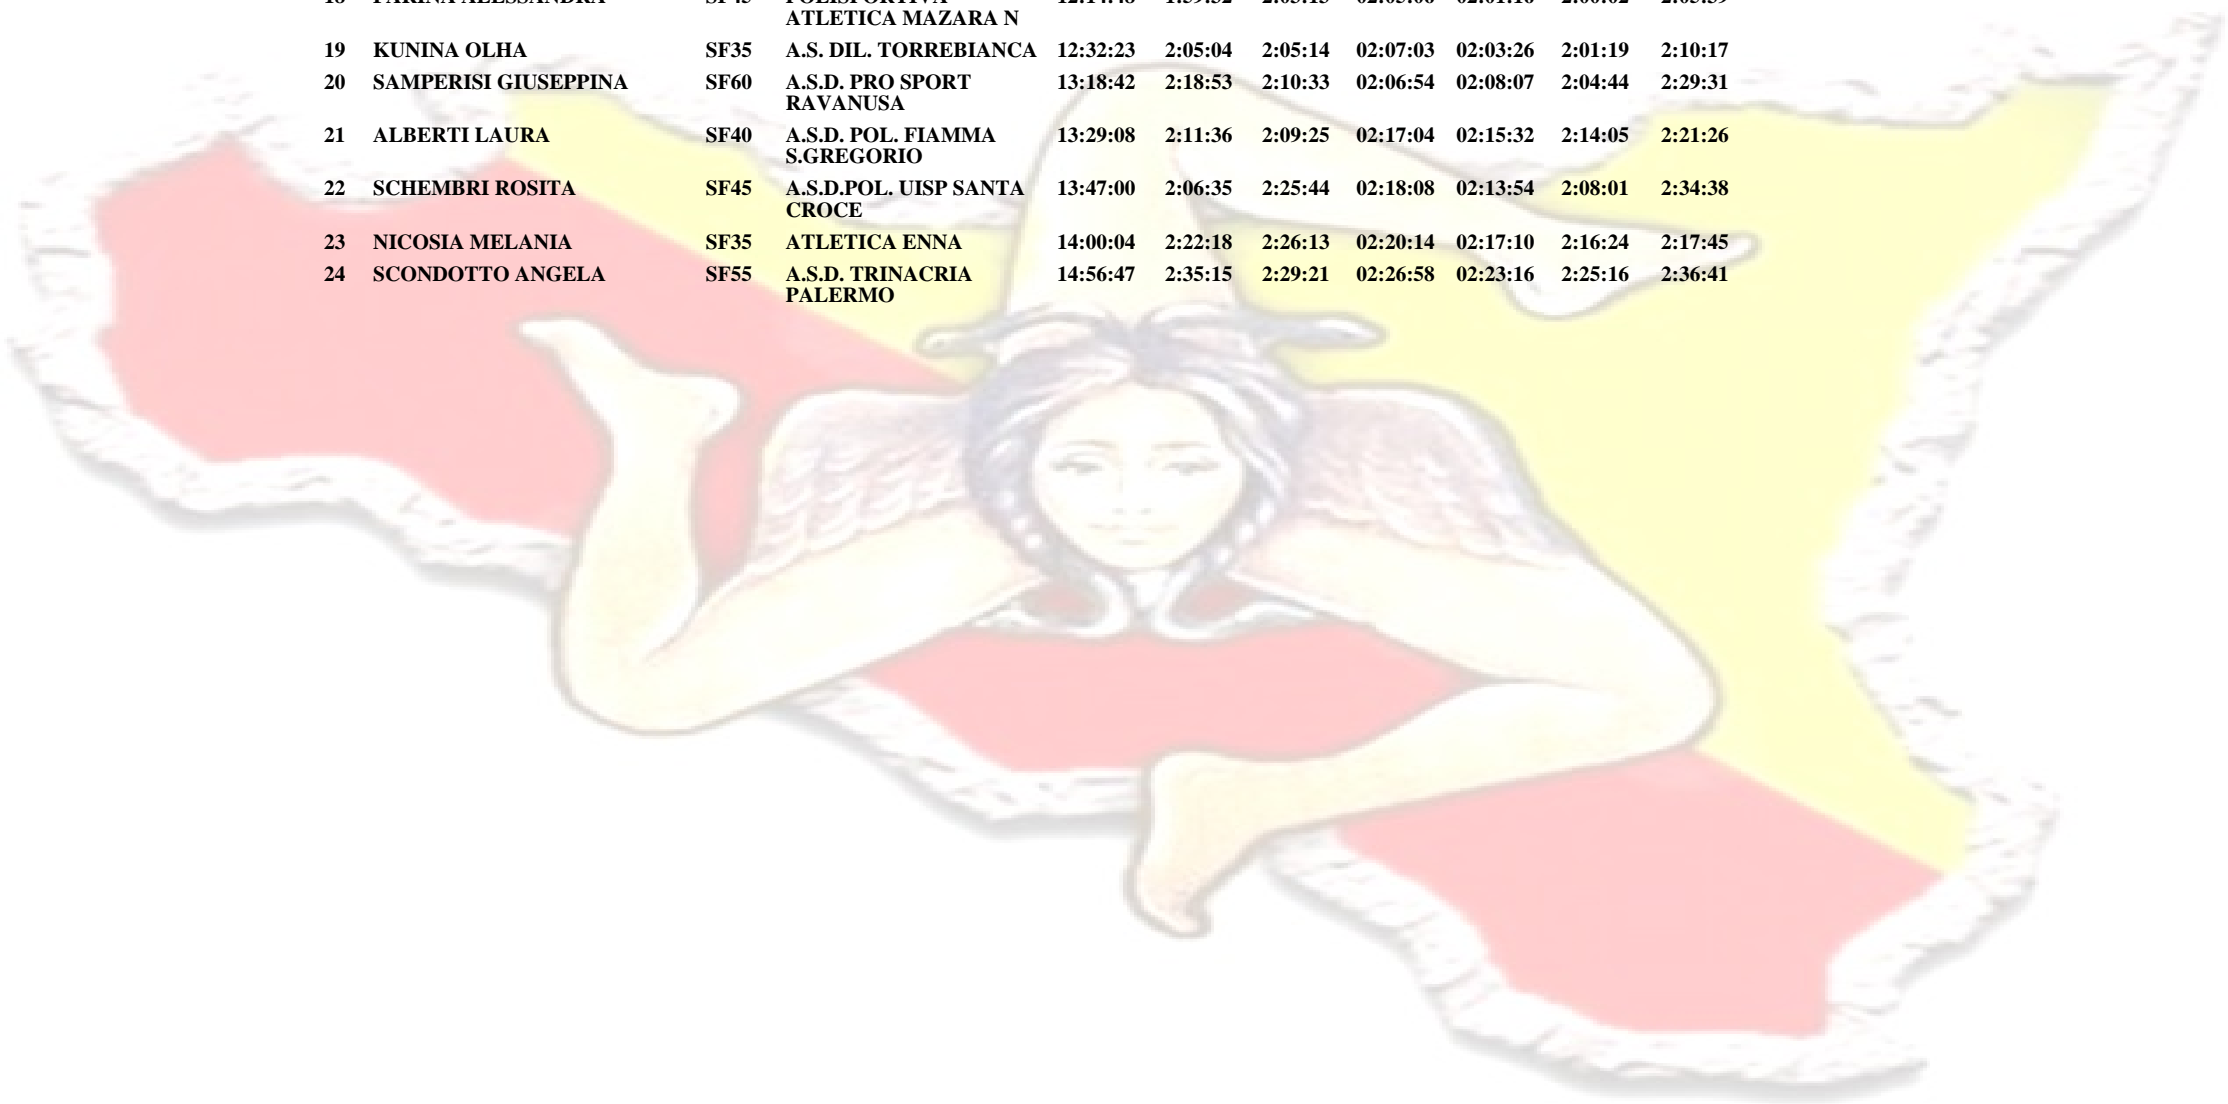 ATLETICA MAZARA N
19 KUNINA OLHA SF35 A.S. DIL. TORREBIANCA 12:32:23 2:05:04 2:05:14 02:07:03 02:03:26 2:01:19 2:10:17
20 SAMPERISI GIUSEPPINA SF60 A.S.D. PRO SPORT 13:18:42 2:18:53 2:10:33 02:06:54 02:08:07 2:04:44 2:29:31
RAVANUSA
21 ALBERTI LAURA SF40 A.S.D. POL. FIAMMA 13:29:08 2:11:36 2:09:25 02:17:04 02:15:32 2:14:05 2:21:26
S.GREGORIO
22 SCHEMBRI ROSITA SF45 A.S.D.POL. UISP SANTA 13:47:00 2:06:35 2:25:44 02:18:08 02:13:54 2:08:01 2:34:38
CROCE
23 NICOSIA MELANIA SF35 ATLETICA ENNA 14:00:04 2:22:18 2:26:13 02:20:14 02:17:10 2:16:24 2:17:45
24 SCONDOTTO ANGELA SF55 A.S.D. TRINACRIA 14:56:47 2:35:15 2:29:21 02:26:58 02:23:16 2:25:16 2:36:41
PALERMO